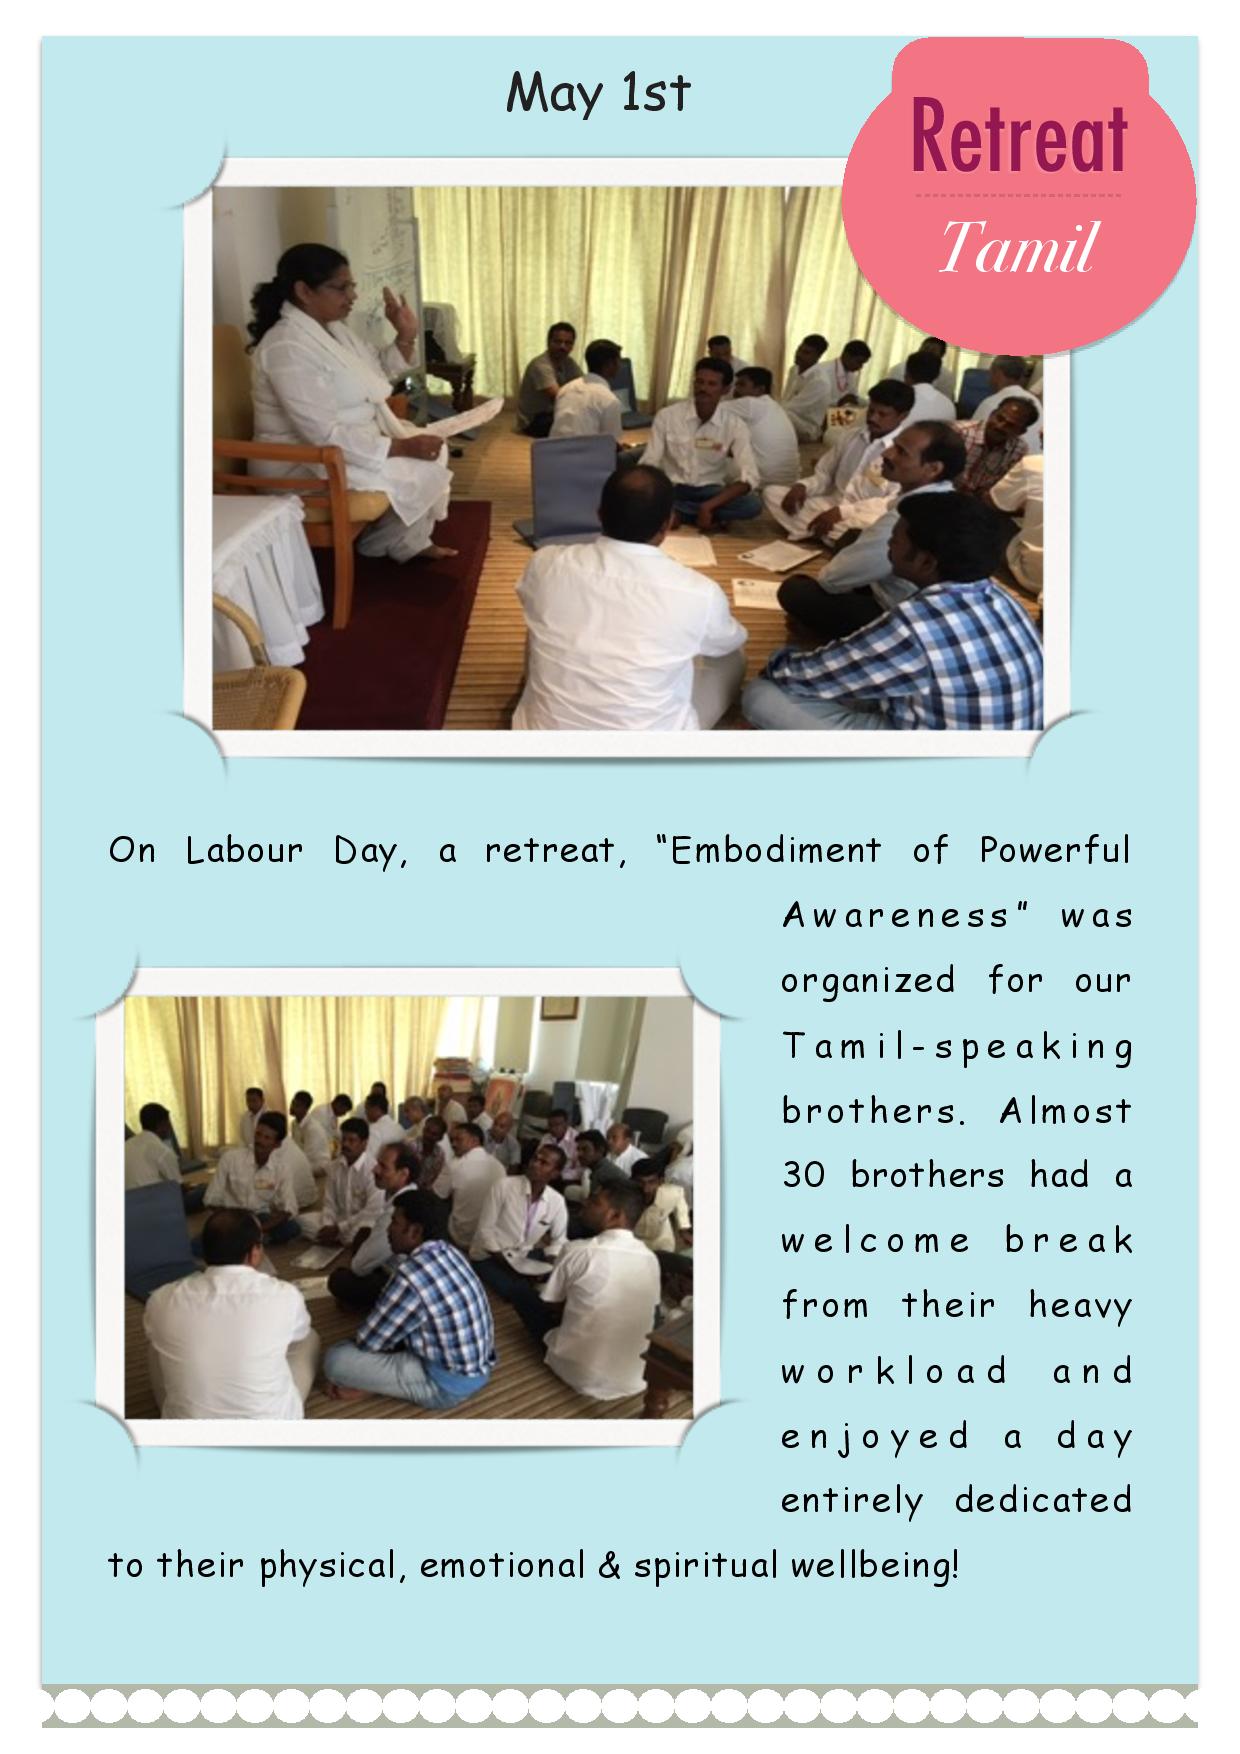 May 1st
Retreat
Tamil
On Labour Day, a retreat, “Embodiment of Powerful
Awareness” was
organized for our
Tamil-speaking
brothers. Almost
30 brothers had a
welcome break
from their heavy
workload and
enjoyed a day
entirely dedicated
to their physical, emotional & spiritual wellbeing!